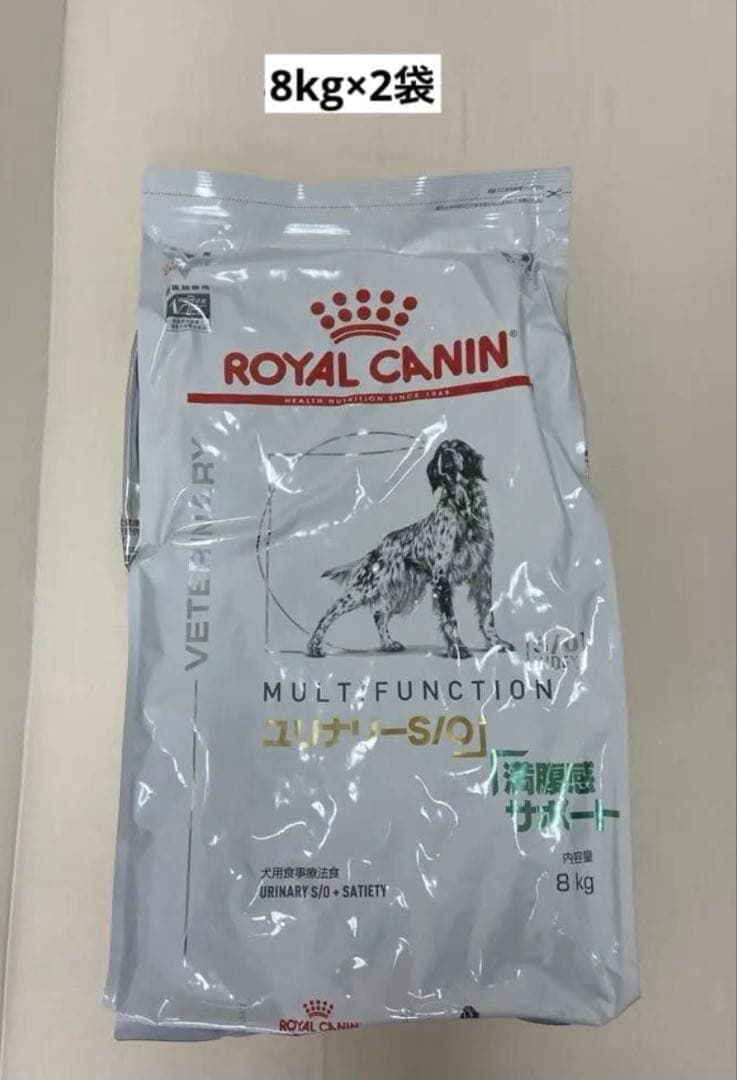 8kg×2袋
ROYAL CANIN®
HEALTH NUTRITION SINCE 1968
VETERINARY
S/O
INDEX
MULTIFUNCTION
ユリナリーS/O
満腹感
サポート
犬用食事療法食
URINARY S/O + SATIETY
内容量
8 kg
ROYAL CANIN